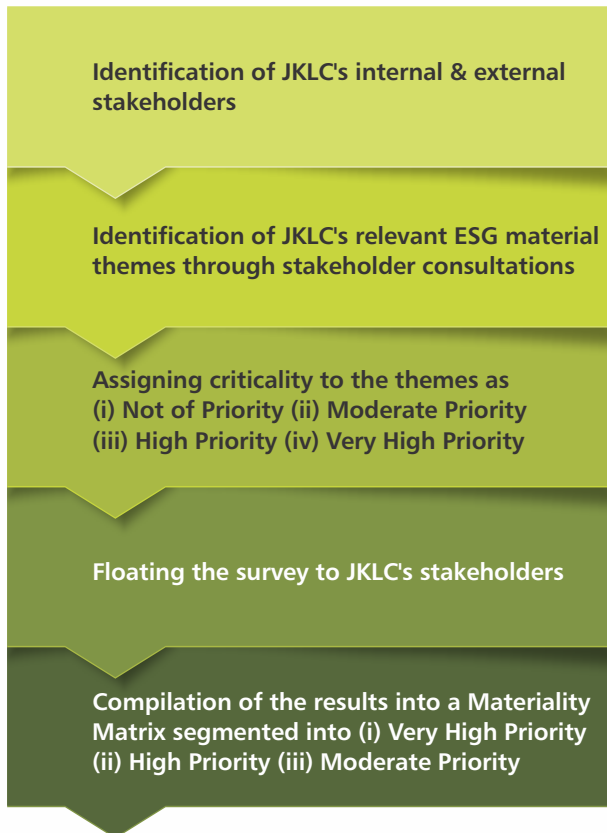 Identification of JKLC's internal & external
stakeholders
Identification of JKLC's relevant ESG material
themes through stakeholder consultations
Assigning criticality to the themes as
(i) Not of Priority (ii) Moderate Priority
(iii) High Priority (iv) Very High Priority
Floating the survey to JKLC's stakeholders
Compilation of the results into a Materiality
Matrix segmented into (i) Very High Priority
(ii) High Priority (iii) Moderate Priority